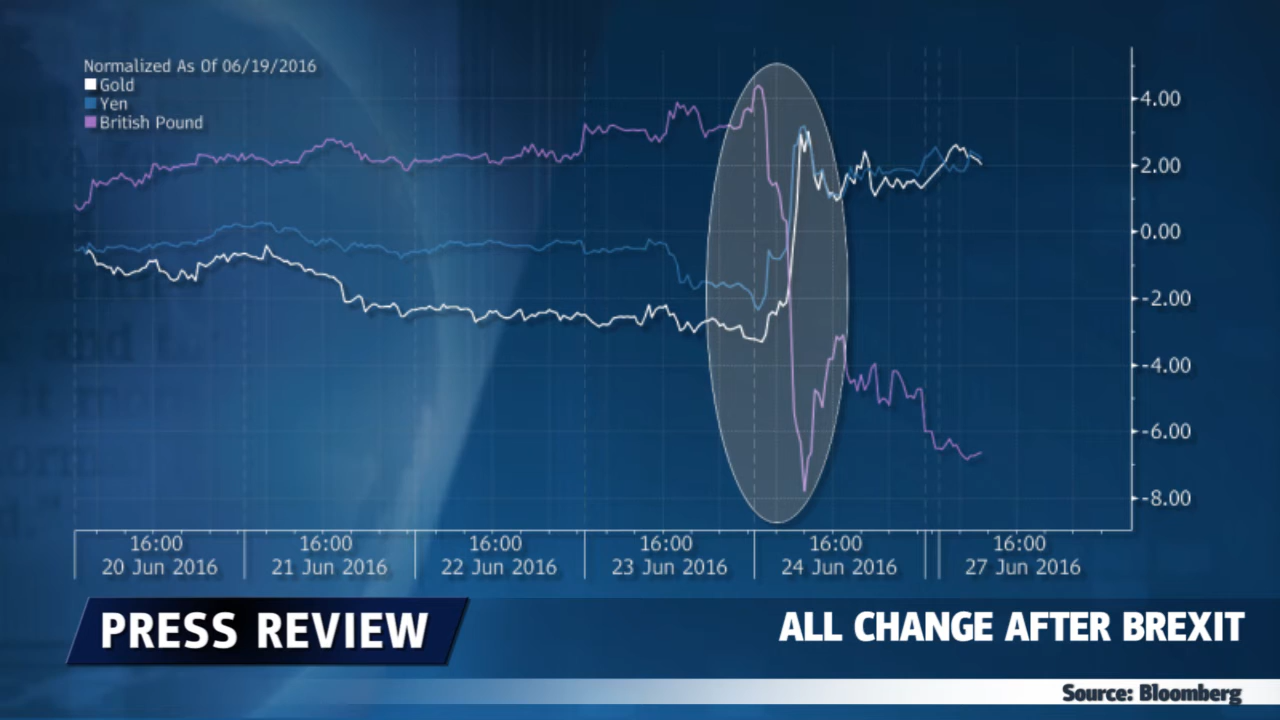 Normalized As Of 06/19/2016
Gold
Yen
British Pound
4.00
2.00
0.00
-2.00
-4.00
-6.00
-8.00
16:00 16:00 16:00 16:00 16:00 16:00
20 Jun 2016 21 Jun 2016 22 Jun 2016 23 Jun 2016 24 Jun 2016 27 Jun 2016
PRESS REVIEW
ALL CHANGE AFTER BREXIT
Source: Bloomberg